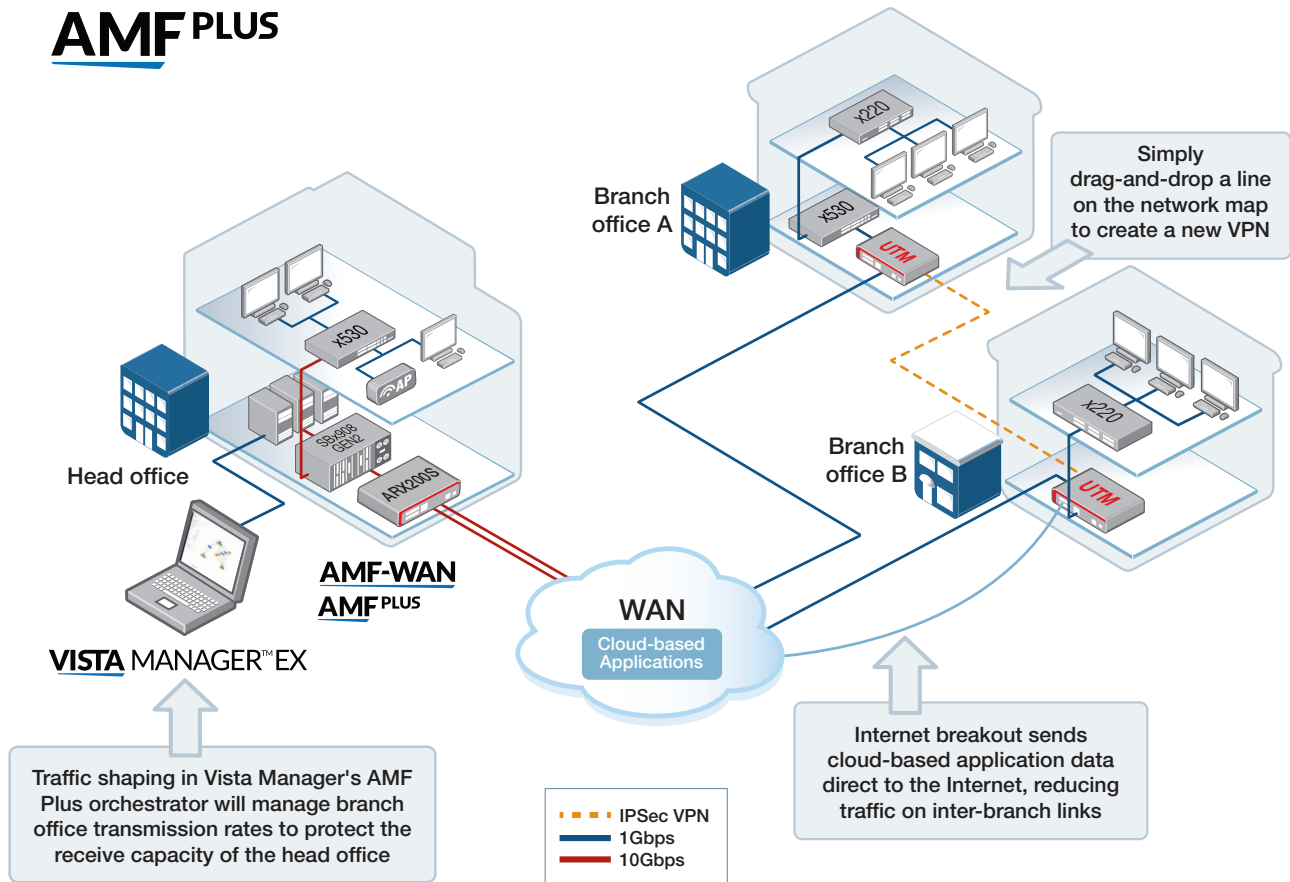 AMF PLUS
x220
Branch
office A
x530
UTM
Simply
drag-and-drop a line
on the network map
to create a new VPN
x530
AP
SBx908
GEN2
ARX200S
Head office
x220
Branch
office B
UTM
AMF-WAN
AMF PLUS
WAN
Cloud-based
Applications
VISTA MANAGER™ EX
Traffic shaping in Vista Manager's AMF
Plus orchestrator will manage branch
office transmission rates to protect the
receive capacity of the head office
Internet breakout sends
cloud-based application data
direct to the Internet, reducing
traffic on inter-branch links
IPSec VPN
1Gbps
10Gbps